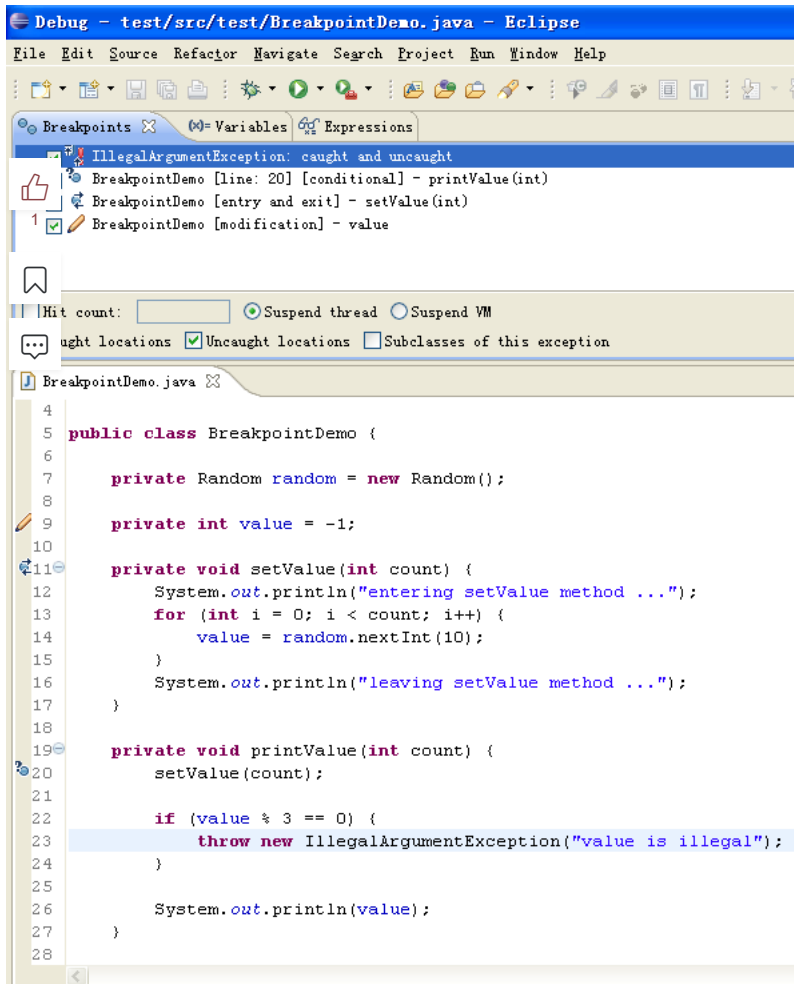 Debug - test/src/test/BreakpointDemo.java - Eclipse
File Edit Source Refactor Navigate Search Project Run Window Help
Breakpoints (x)= Variables Expressions
IllegalArgumentException: caught and uncaught
BreakpointDemo [line: 20] [conditional] - printValue(int)
BreakpointDemo [entry and exit] - setValue(int)
1 BreakpointDemo [modification] - value
Hit count: Suspend thread Suspend VM
ught locations Uncaught locations Subclasses of this exception
BreakpointDemo.java
4
5 public class BreakpointDemo {
6
7 private Random random = new Random();
8
9 private int value = -1;
10
11 private void setValue(int count) {
12 System.out.println("entering setValue method ...");
13 for (int i = 0; i < count; i++) {
14 value = random.nextInt(10);
15 }
16 System.out.println("leaving setValue method ...");
17 }
18
19 private void printValue(int count) {
20 setValue(count);
21
22 if (value % 3 == 0) {
23 throw new IllegalArgumentException("value is illegal");
24 }
25
26 System.out.println(value);
27 }
28